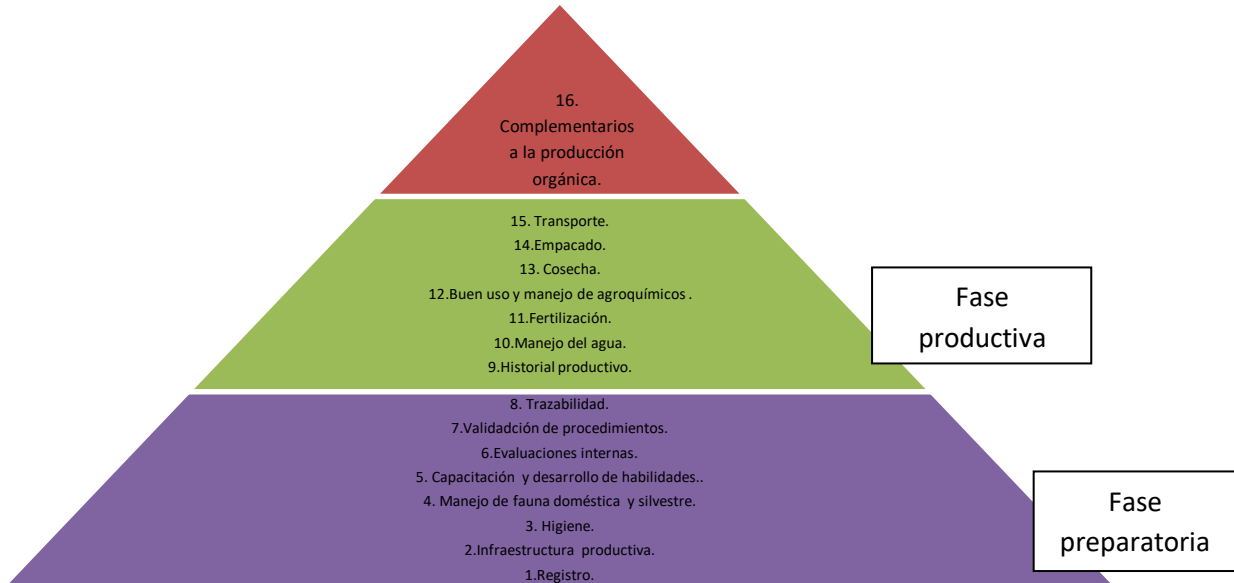 16.
Complementarios
a la producción
orgánica.
15. Transporte.
14.Empacado.
13. Cosecha.
12.Buen uso y manejo de agroquímicos .
11.Fertilización.
10.Manejo del agua.
9.Historial productivo.
Fase
productiva
8. Trazabilidad.
7.Validadción de procedimientos.
6.Evaluaciones internas.
5. Capacitación y desarrollo de habilidades..
4. Manejo de fauna doméstica y silvestre.
3. Higiene.
2.Infraestructura productiva.
1.Registro.
Fase
preparatoria